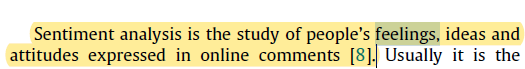 Sentiment analysis is the study of people's feelings, ideas and
attitudes expressed in online comments [8]. Usually it is the